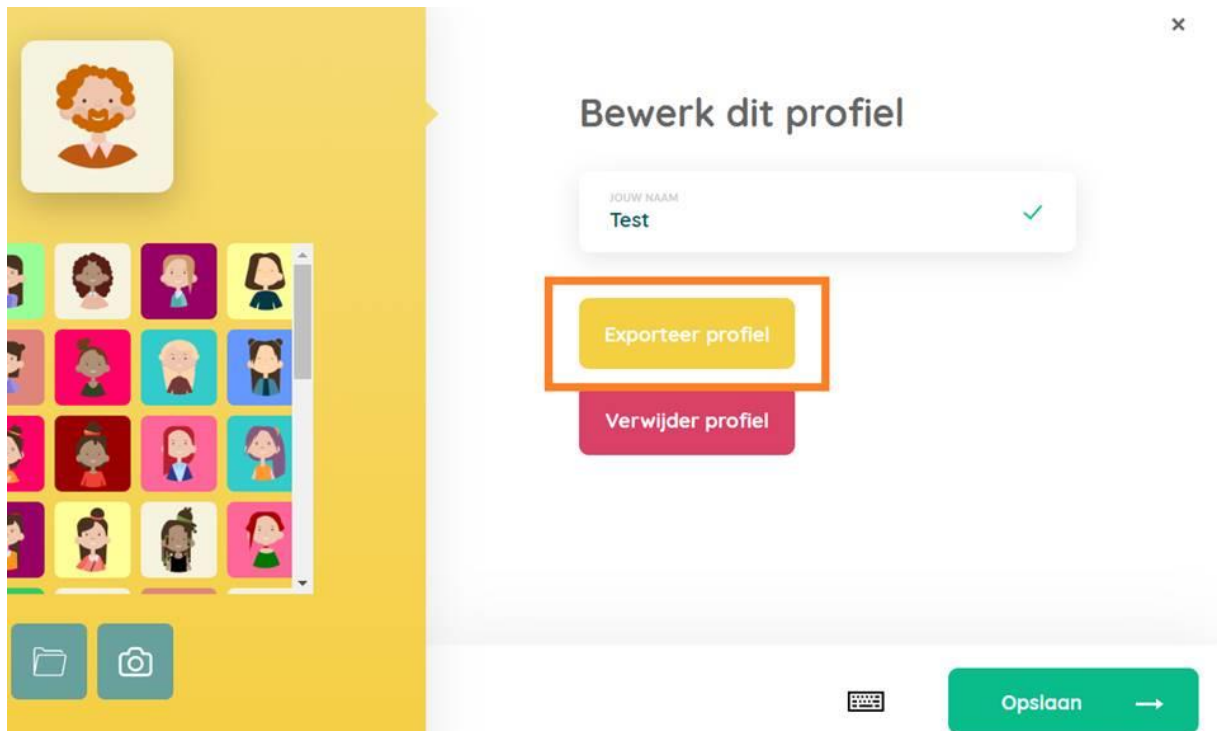 ×
Bewerk dit profiel
JOUW NAAM
Test
Exporteer profiel
Verwijder profiel
Opslaan →